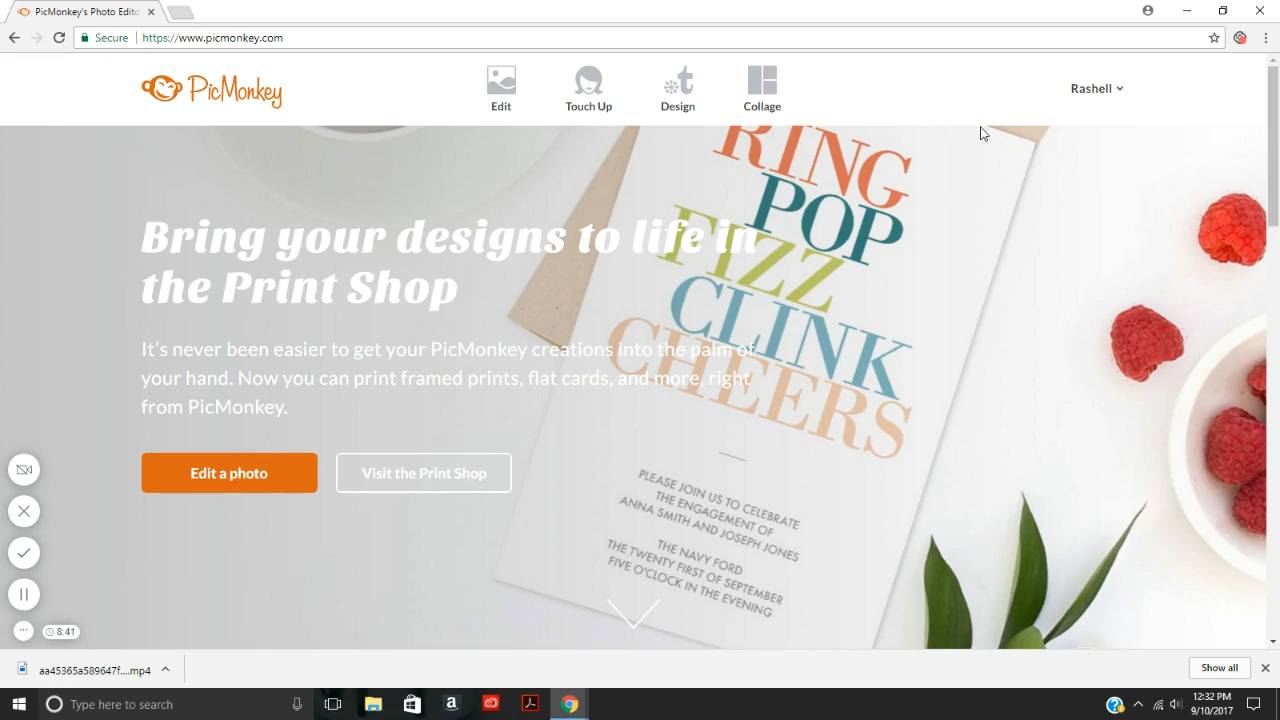 PicMonkey's Photo Edito
Secure
https://www.picmonkey.com
PicMonkey
Edit
Touch Up
Design
Collage
Rashell
Bring your designs to life in
the Print Shop
It's never been easier to get your PicMonkey creations into the palm of
your hand. Now you can print framed prints, flat cards, and more, right
from PicMonkey.
Edit a photo
Visit the Print Shop
RING
POP
FIZZ
CLINK
CHEERS
PLEASE JOIN US TO CELEBRATE
THE ENGAGEMENT OF
ANNA SMITH AND JOSEPH JONES
THE NAVY FORD
THE TWENTY FIRST OF SEPTEMBER
FIVE O'CLOCK IN THE EVENING
8:41
aa45365a589647f....mp4
Show all
Type here to search
12:32 PM
9/10/2017